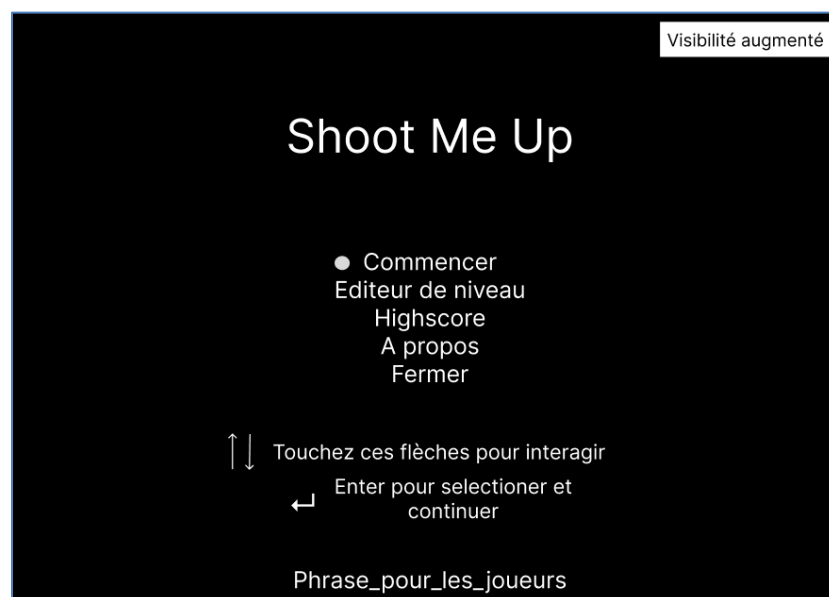 Visibilité augmenté
Shoot Me Up
Commencer
Editeur de niveau
Highscore
A propos
Fermer
Touchez ces flèches pour interagir
Enter pour selectioner et
continuer
Phrase_pour_les_joueurs